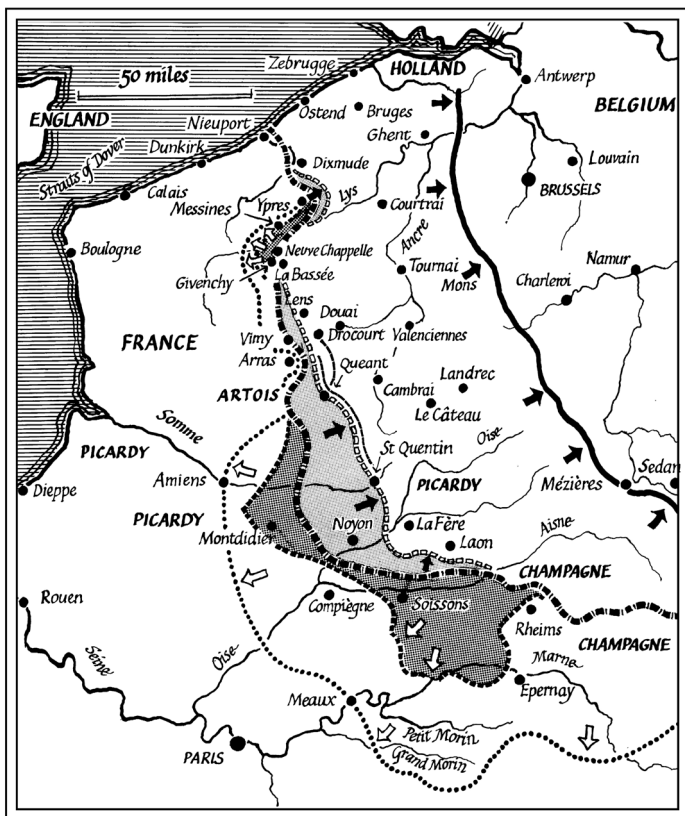 Zebrugge
HOLLAND
50 miles
Antwerp
Ostend
Bruges
BELGIUM
ENGLAND
Nieuport
Ghent
Dunkirk
Straits of Dover
Dixmude
Louvain
Lys
Calais
Messines
Ypres
Courtrai
BRUSSELS
Ancre
Boulogne
Neuve Chappelle
Namur
Givenchy
La Bassée
Tournai
Mons
Charleroi
Lens
Douai
FRANCE
Drocourt
Valenciennes
Vimy
Arras
Queant
Landrec
Cambrai
ARTOIS
Le Câteau
Somme
Oise
PICARDY
St Quentin
Sedan
Amiens
PICARDY
Mézières
Dieppe
PICARDY
La Fère
Aisne
Montdidier
Noyon
Laon
CHAMPAGNE
Rouen
Compiègne
Soissons
Rheims
CHAMPAGNE
Seine
Oise
Marne
Epernay
Meaux
Petit Morin
PARIS
Grand Morin